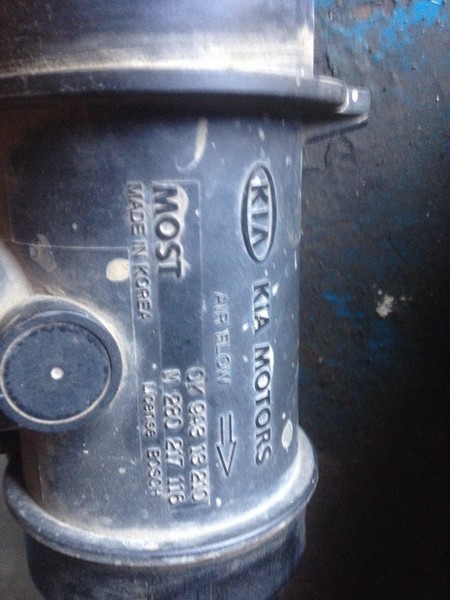 KIA KIA MOTORS
AIR FLOW
MOST
0K 9A3 13 210
M 280 217 116
MADE IN KOREA
License BOSCH